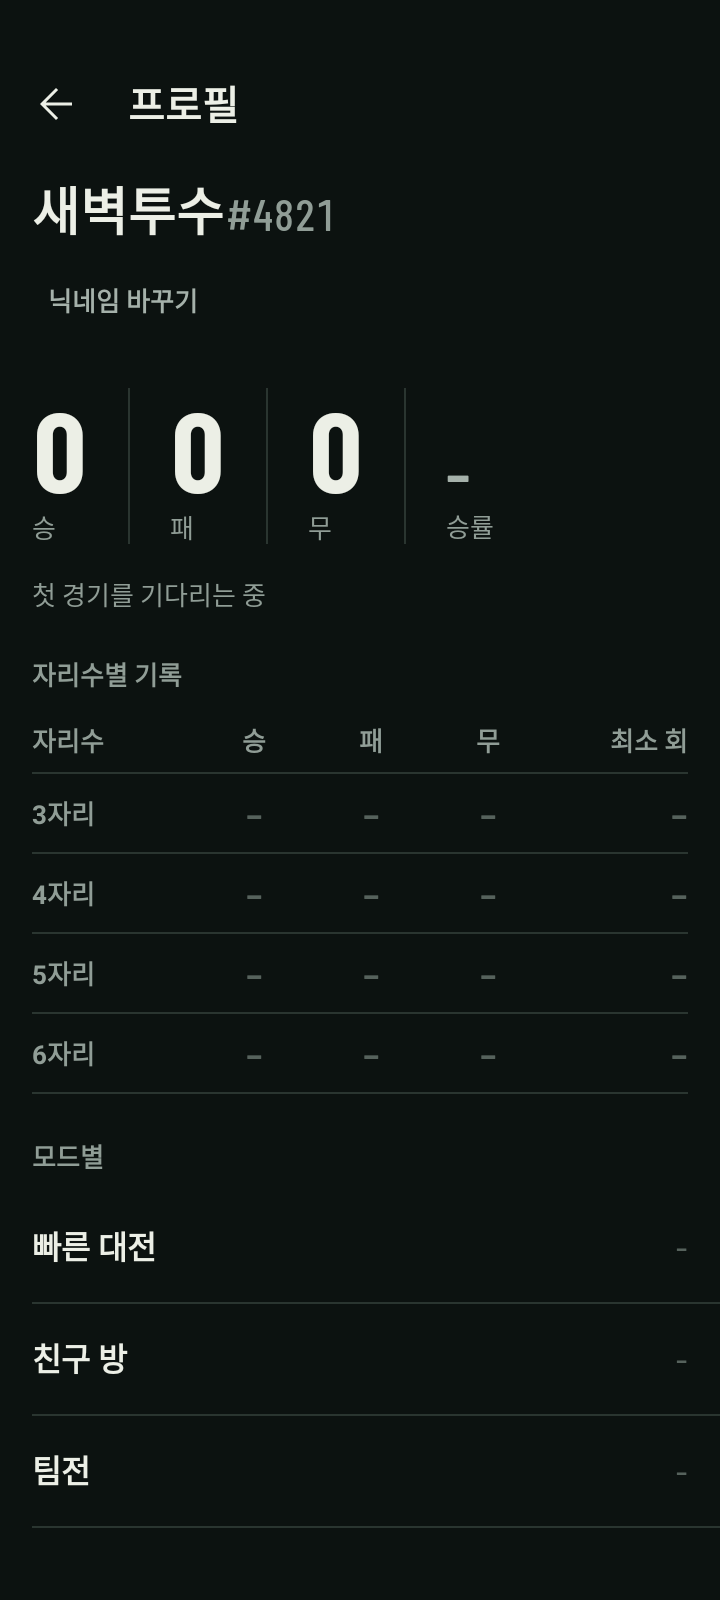 프로필
새벽투수#4821
닉네임 바꾸기
0 0 0 -
승 패 무 승률
첫 경기를 기다리는 중
자리수별 기록
자리수 승 패 무 최소 회
3자리 – – – –
4자리 – – – –
5자리 – – – –
6자리 – – – –
모드별
빠른 대전 -
친구 방 -
팀전 -